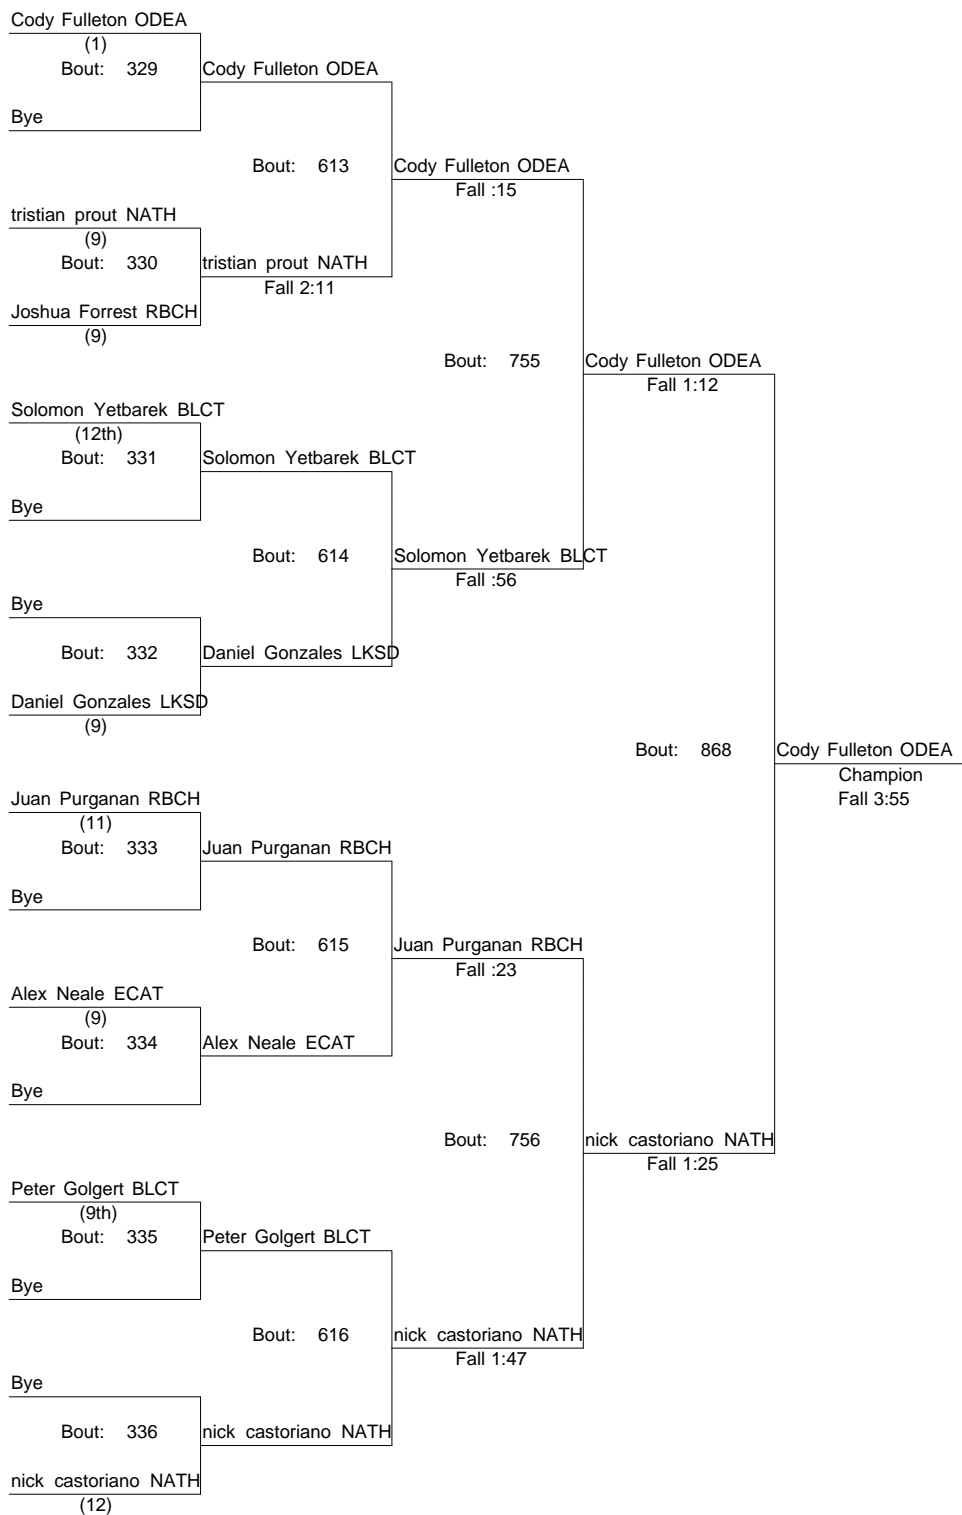 Cody Fulleton ODEA
(1)
Bout: 329
Cody Fulleton ODEA
Bye
Bout: 613
Cody Fulleton ODEA
Fall :15
tristian prout NATH
(9)
Bout: 330
tristian prout NATH
Fall 2:11
Joshua Forrest RBCH
(9)
Bout: 755
Cody Fulleton ODEA
Fall 1:12
Solomon Yetbarek BLCT
(12th)
Bout: 331
Solomon Yetbarek BLCT
Bye
Bout: 614
Solomon Yetbarek BLCT
Fall :56
Bye
Bout: 332
Daniel Gonzales LKSD
Daniel Gonzales LKSD
(9)
Bout: 868
Cody Fulleton ODEA
Champion
Fall 3:55
Juan Purganan RBCH
(11)
Bout: 333
Juan Purganan RBCH
Bye
Bout: 615
Juan Purganan RBCH
Fall :23
Alex Neale ECAT
(9)
Bout: 334
Alex Neale ECAT
Bye
Bout: 756
nick castoriano NATH
Fall 1:25
Peter Golgert BLCT
(9th)
Bout: 335
Peter Golgert BLCT
Bye
Bout: 616
nick castoriano NATH
Fall 1:47
Bye
Bout: 336
nick castoriano NATH
nick castoriano NATH
(12)